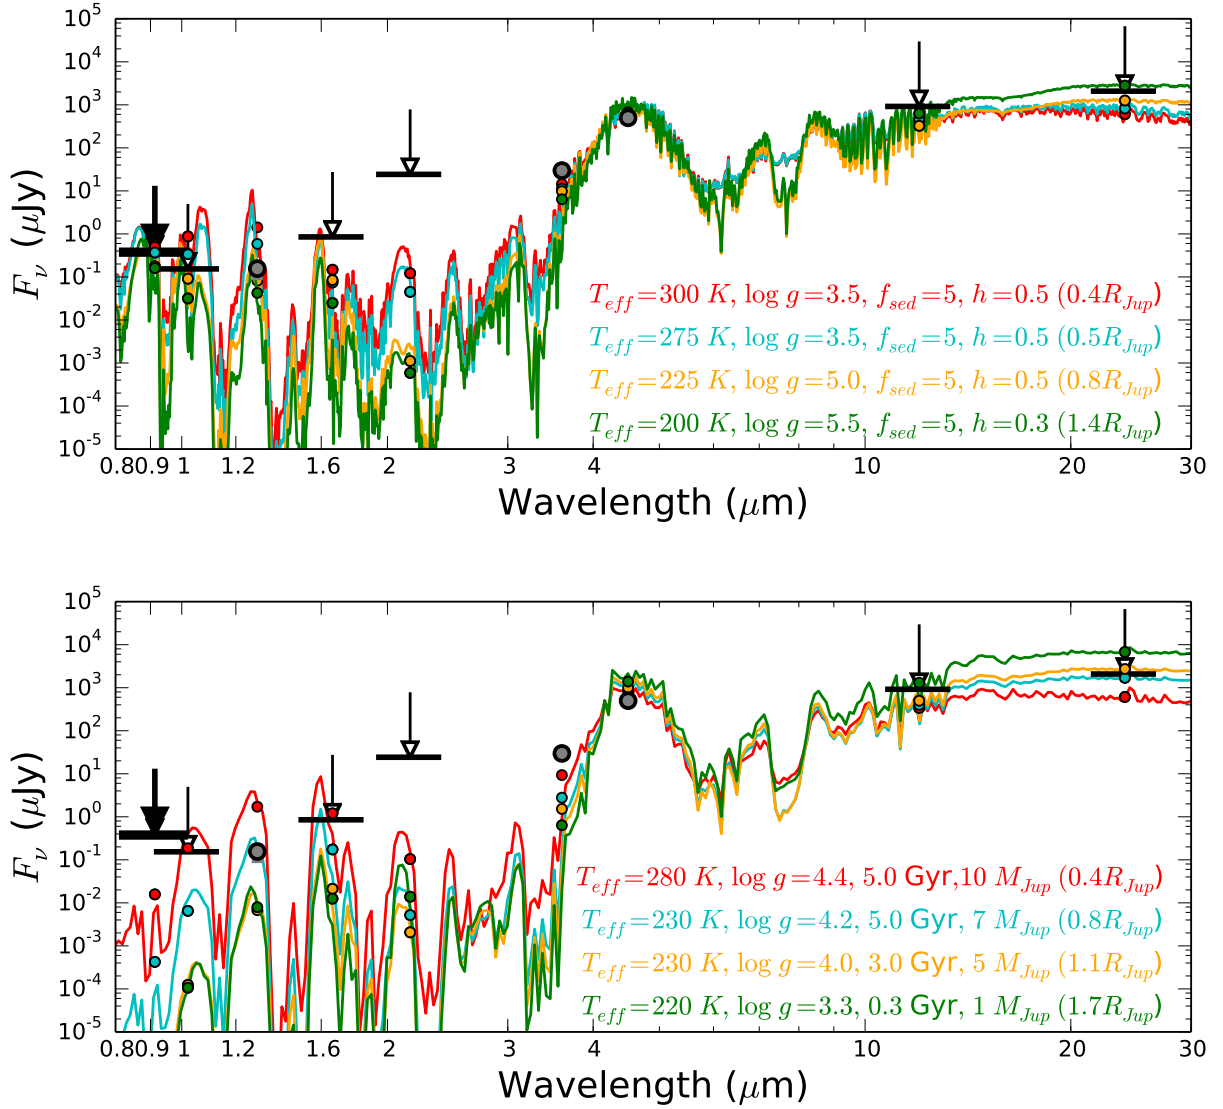 10^5
10^4
10^3
10^2
10^1
10^0
10^-1
10^-2
10^-3
10^-4
10^-5
F_ν (μJy)
T_eff=300 K, log g=3.5, f_sed=5, h=0.5 (0.4R_Jup)
T_eff=275 K, log g=3.5, f_sed=5, h=0.5 (0.5R_Jup)
T_eff=225 K, log g=5.0, f_sed=5, h=0.5 (0.8R_Jup)
T_eff=200 K, log g=5.5, f_sed=5, h=0.3 (1.4R_Jup)
0.8 0.9 1 1.2 1.6 2 3 4 10 20 30
Wavelength (μm)
10^5
10^4
10^3
10^2
10^1
10^0
10^-1
10^-2
10^-3
10^-4
10^-5
F_ν (μJy)
T_eff=280 K, log g=4.4, 5.0 Gyr,10 M_Jup (0.4R_Jup)
T_eff=230 K, log g=4.2, 5.0 Gyr, 7 M_Jup (0.8R_Jup)
T_eff=230 K, log g=4.0, 3.0 Gyr, 5 M_Jup (1.1R_Jup)
T_eff=220 K, log g=3.3, 0.3 Gyr, 1 M_Jup (1.7R_Jup)
0.8 0.9 1 1.2 1.6 2 3 4 10 20 30
Wavelength (μm)